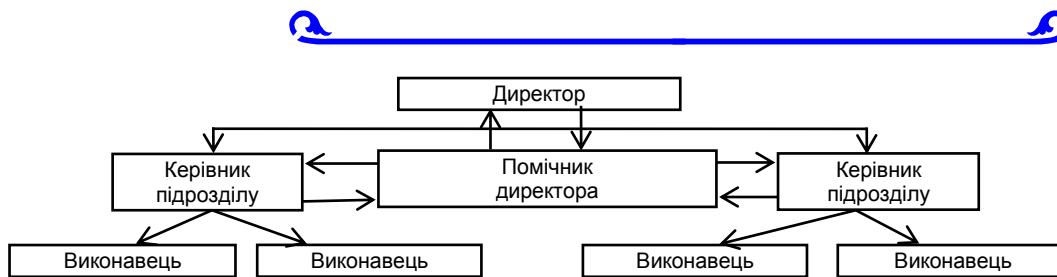 Директор
Керівник
підрозділу
Помічник
директора
Керівник
підрозділу
Виконавець
Виконавець
Виконавець
Виконавець